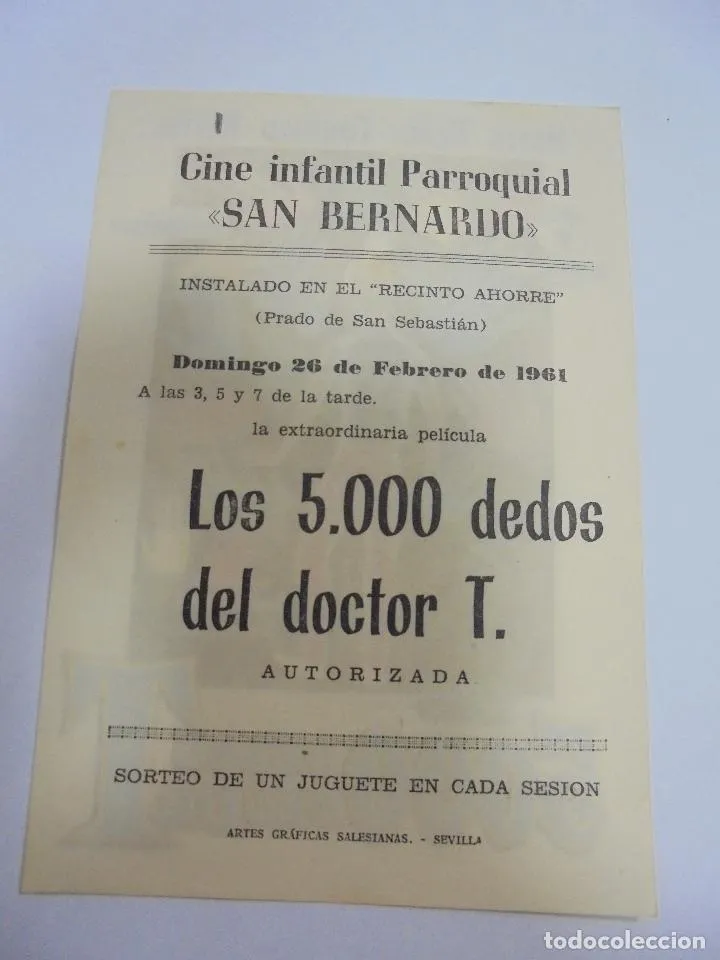 Cine infantil Parroquial
«SAN BERNARDO»
INSTALADO EN EL "RECINTO AHORRE"
(Prado de San Sebastián)
Domingo 26 de Febrero de 1961
A las 3, 5 y 7 de la tarde.
la extraordinaria película
Los 5.000 dedos
del doctor T.
AUTORIZADA
SORTEO DE UN JUGUETE EN CADA SESION
ARTES GRÁFICAS SALESIANAS. - SEVILLA
todocoleccion